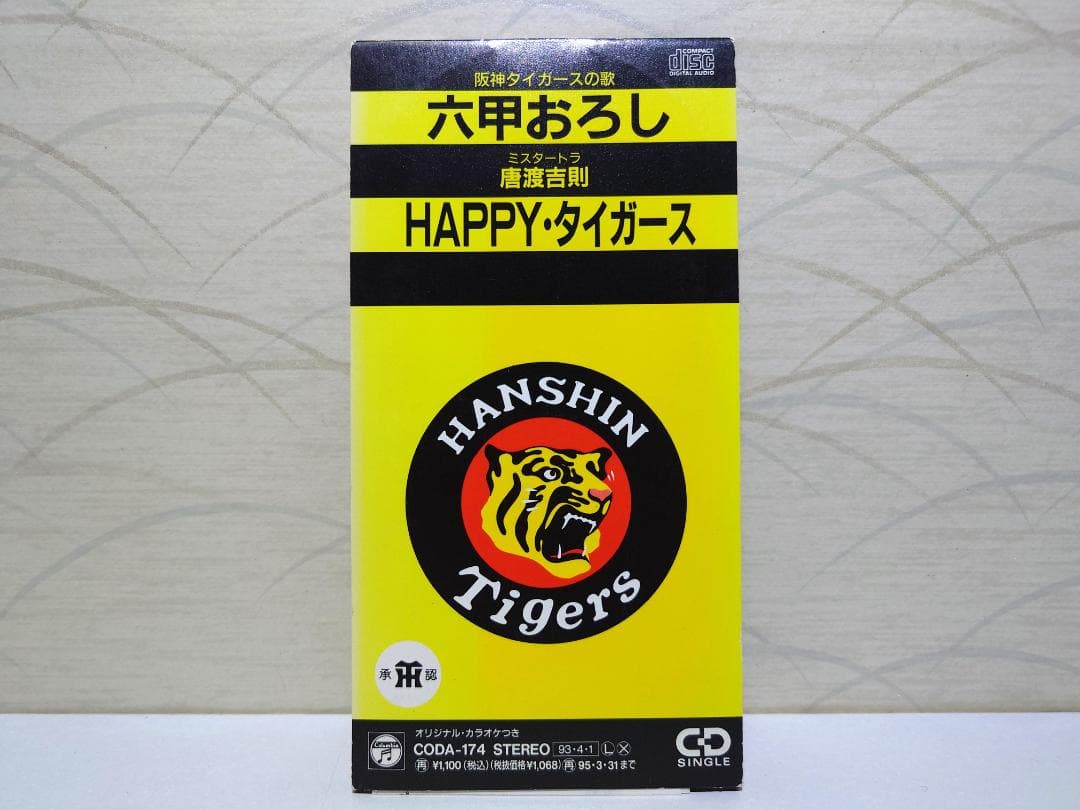 COMPACT
disc
DIGITAL AUDIO
阪神タイガースの歌
六甲おろし
ミスタートラ
唐渡吉則
HAPPY・タイガース
HANSHIN
Tigers
承 HT 認
オリジナル・カラオケつき
Columbia
CODA-174 STEREO 93・4・1 Ⓛ Ⓧ
再 ¥1,100(税込)(税抜価格¥1,068) 再 95・3・31まで
CD
SINGLE